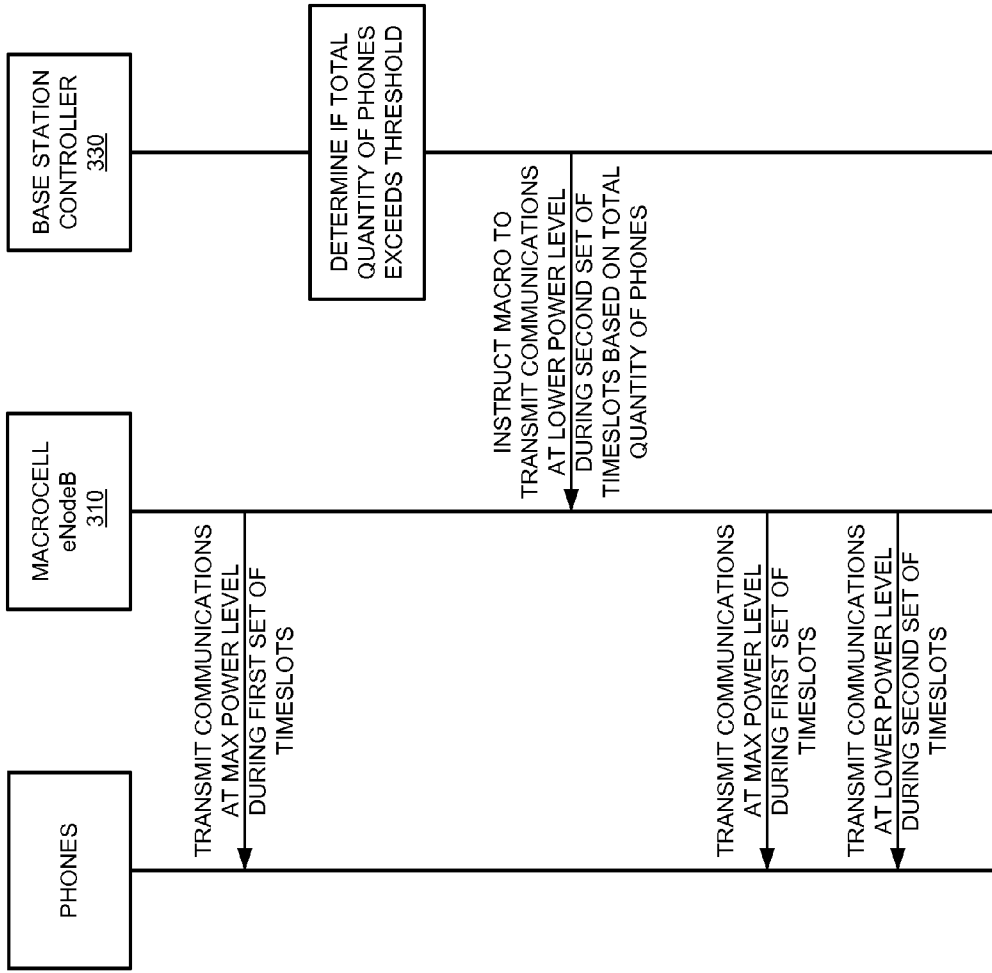 PHONES
MACROCELL
eNodeB
310
BASE STATION
CONTROLLER
330
TRANSMIT COMMUNICATIONS
AT MAX POWER LEVEL
DURING FIRST SET OF
TIMESLOTS
DETERMINE IF TOTAL
QUANTITY OF PHONES
EXCEEDS THRESHOLD
INSTRUCT MACRO TO
TRANSMIT COMMUNICATIONS
AT LOWER POWER LEVEL
DURING SECOND SET OF
TIMESLOTS BASED ON TOTAL
QUANTITY OF PHONES
TRANSMIT COMMUNICATIONS
AT MAX POWER LEVEL
DURING FIRST SET OF
TIMESLOTS
TRANSMIT COMMUNICATIONS
AT LOWER POWER LEVEL
DURING SECOND SET OF
TIMESLOTS